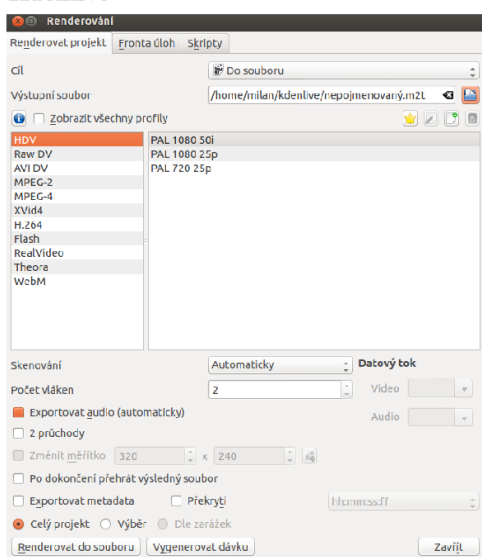 Renderování
Renderovat projekt Fronta úloh Skripty
Cíl Do souboru
Výstupní soubor /home/milan/kdenlive/nepojmenovaný.m2t
Zobrazit všechny profily
HDV PAL 1080 50i
Raw DV PAL 1080 25p
AVI DV PAL 720 25p
MPEG-2
MPEG-4
XVid4
H.264
Flash
RealVideo
Theora
WebM
Skenování Automaticky Datový tok
Počet vláken 2 Video
Exportovat audio (automaticky) Audio
2 průchody
Změnit měřítko 320 x 240
Po dokončení přehrát výsledný soubor
Exportovat metadata Překrytí hh:mm:ss:ff
Celý projekt Výběr Dle zarážek
Renderovat do souboru Vygenerovat dávku Zavřít